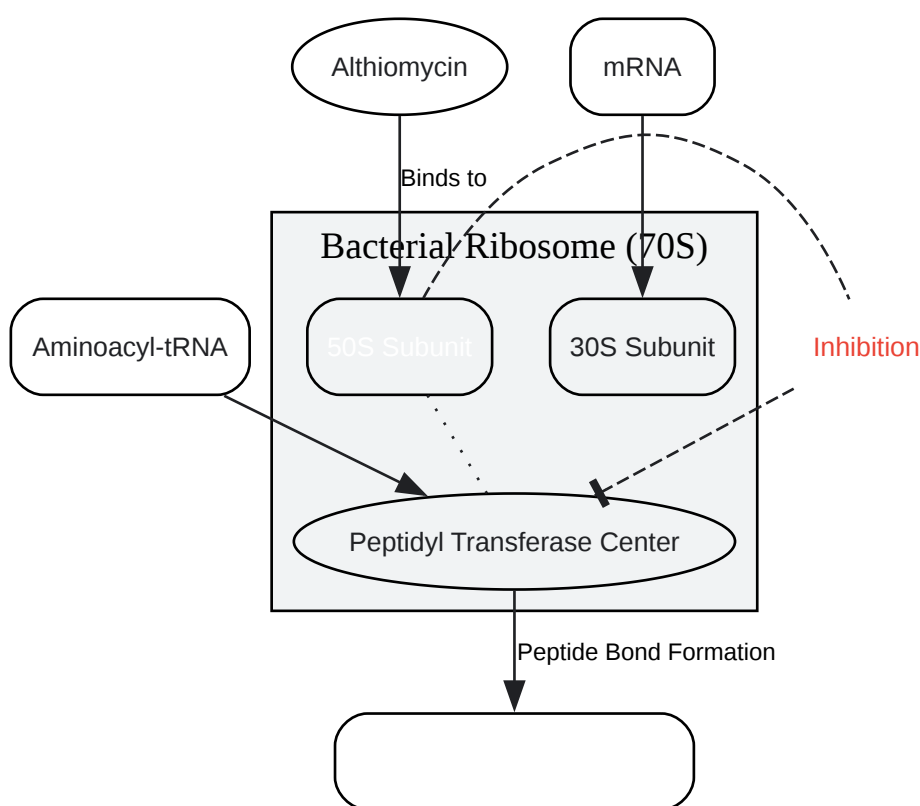 Althiomycin
mRNA
Binds to
Bacterial Ribosome (70S)
Aminoacyl-tRNA
50S Subunit
30S Subunit
Inhibition
Peptidyl Transferase Center
Peptide Bond Formation